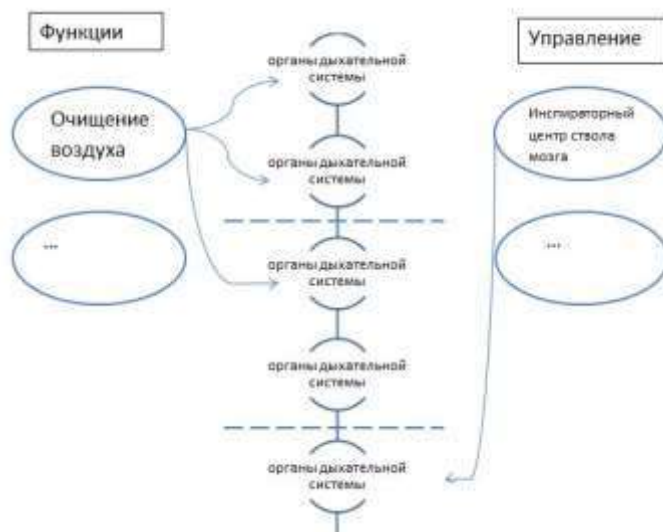 Функции
Управление
Очищение
воздуха
...
органы дыхательной
системы
органы дыхательной
системы
органы дыхательной
системы
органы дыхательной
системы
органы дыхательной
системы
Инспираторный
центр ствола
мозга
...